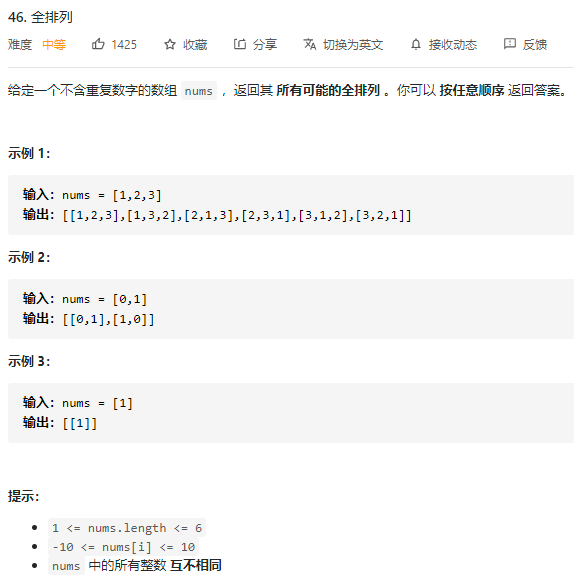 46. 全排列
难度 中等 1425 收藏 分享 切换为英文 接收动态 反馈
给定一个不含重复数字的数组 nums ，返回其 所有可能的全排列 。你可以 按任意顺序 返回答案。
示例 1：
输入：nums = [1,2,3]
输出：[[1,2,3],[1,3,2],[2,1,3],[2,3,1],[3,1,2],[3,2,1]]
示例 2：
输入：nums = [0,1]
输出：[[0,1],[1,0]]
示例 3：
输入：nums = [1]
输出：[[1]]
提示：
1 <= nums.length <= 6
-10 <= nums[i] <= 10
nums 中的所有整数 互不相同